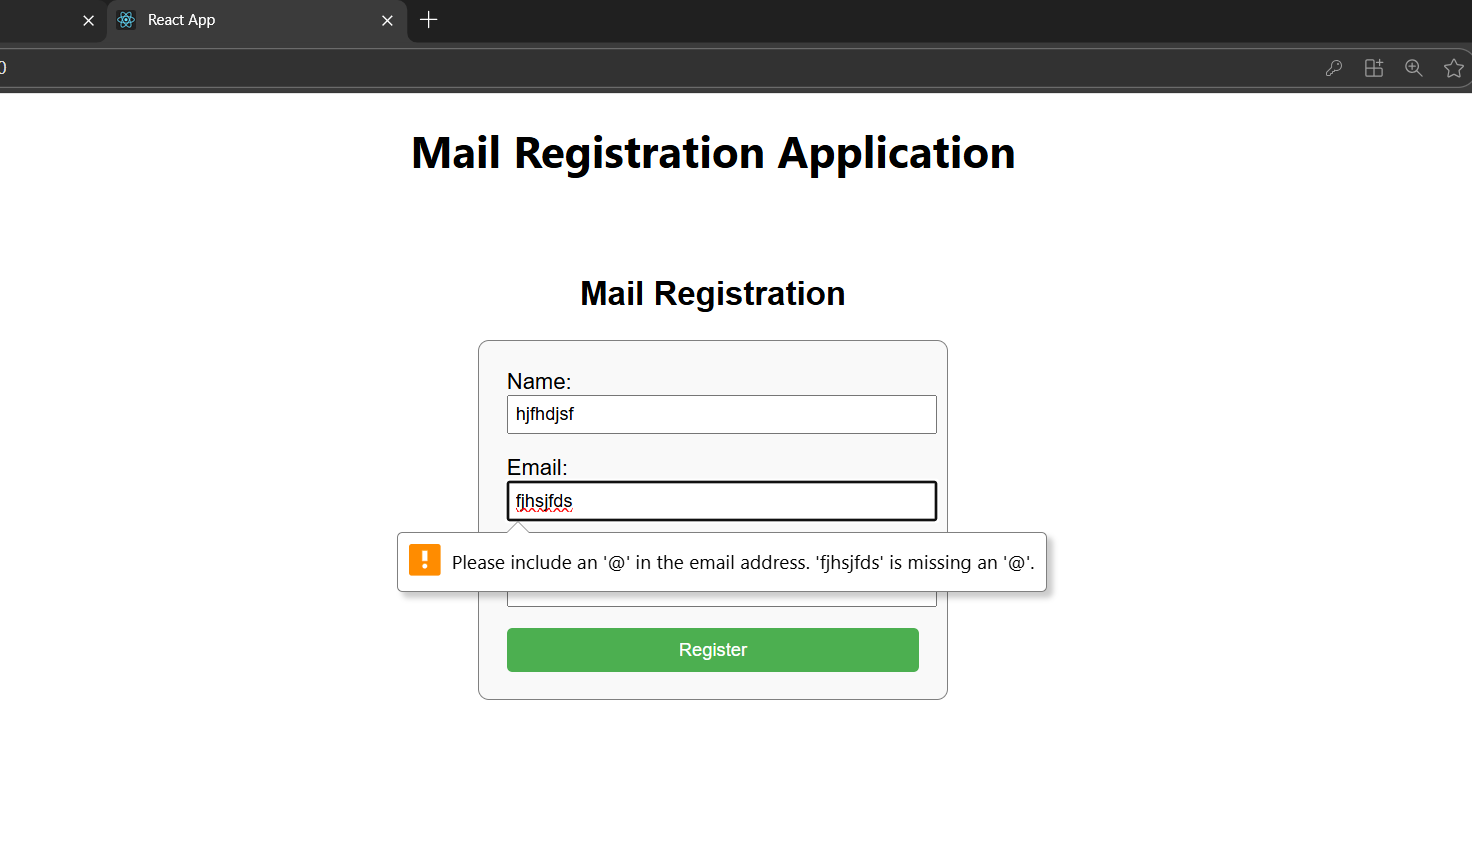 React App
0
Mail Registration Application
Mail Registration
Name:
hjfhdjsf
Email:
fjhsjfds
Please include an '@' in the email address. 'fjhsjfds' is missing an '@'.
Register